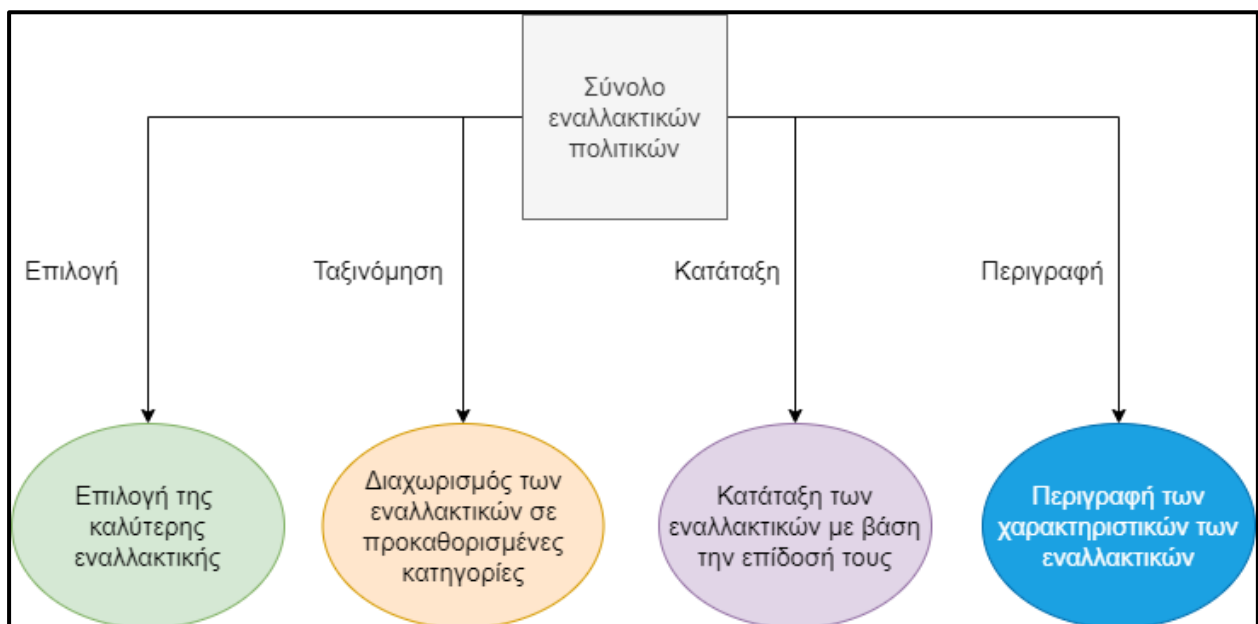 Σύνολο
εναλλακτικών
πολιτικών
Επιλογή
Ταξινόμηση
Κατάταξη
Περιγραφή
Επιλογή της
καλύτερης
εναλλακτικής
Διαχωρισμός των
εναλλακτικών σε
προκαθορισμένες
κατηγορίες
Κατάταξη των
εναλλακτικών με βάση
την επίδοσή τους
Περιγραφή των
χαρακτηριστικών των
εναλλακτικών